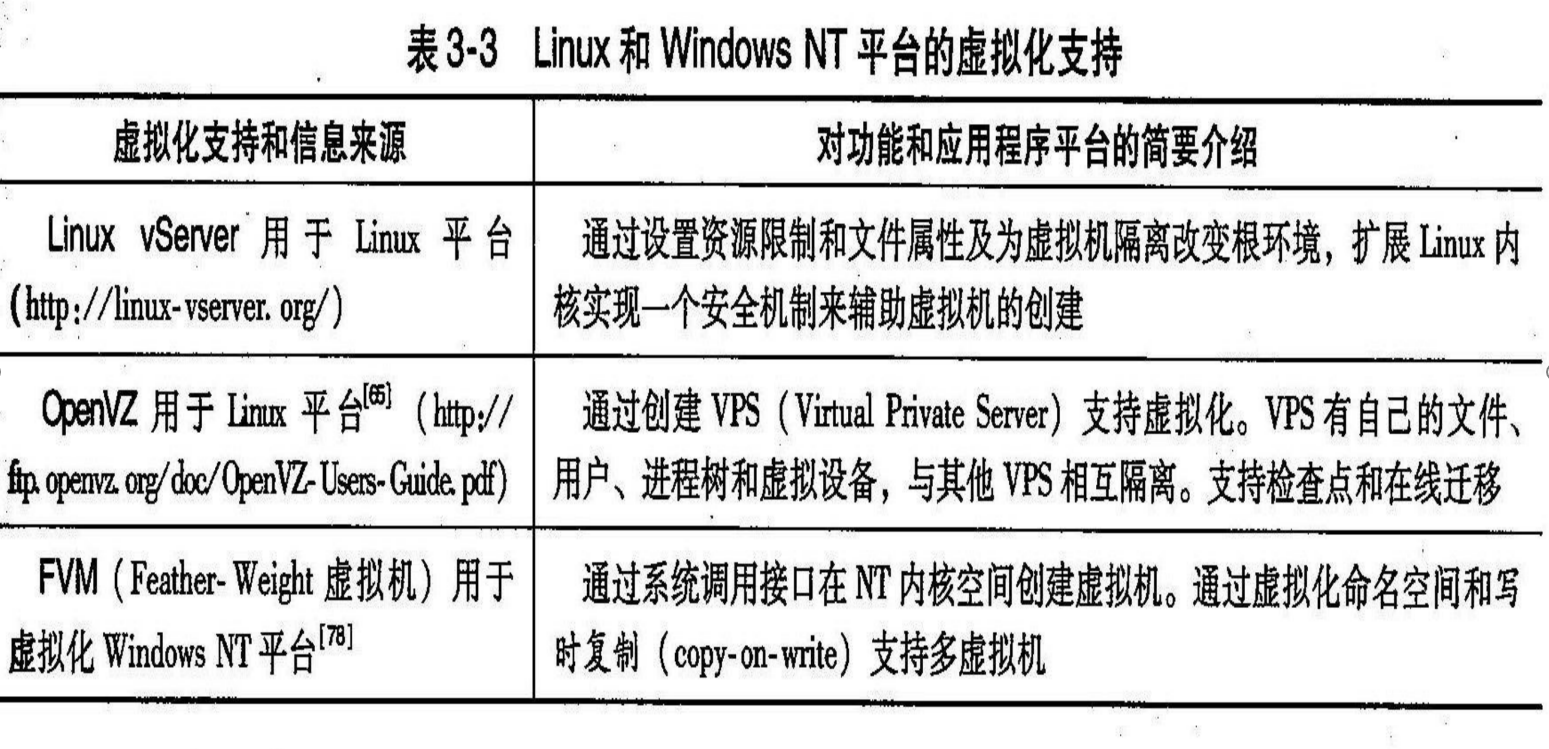 表3-3 Linux 和 Windows NT 平台的虚拟化支持
虚拟化支持和信息来源
对功能和应用程序平台的简要介绍
Linux vServer 用于 Linux 平台
(http://linux-vserver.org/)
通过设置资源限制和文件属性及为虚拟机隔离改变根环境，扩展 Linux 内
核实现一个安全机制来辅助虚拟机的创建
OpenVZ 用于 Linux 平台[65] (http://
ftp.openvz.org/doc/OpenVZ-Users-Guide.pdf)
通过创建 VPS（Virtual Private Server）支持虚拟化。VPS 有自己的文件、
用户、进程树和虚拟设备，与其他 VPS 相互隔离。支持检查点和在线迁移
FVM（Feather-Weight 虚拟机）用于
虚拟化 Windows NT 平台[78]
通过系统调用接口在 NT 内核空间创建虚拟机。通过虚拟化命名空间和写
时复制（copy-on-write）支持多虚拟机